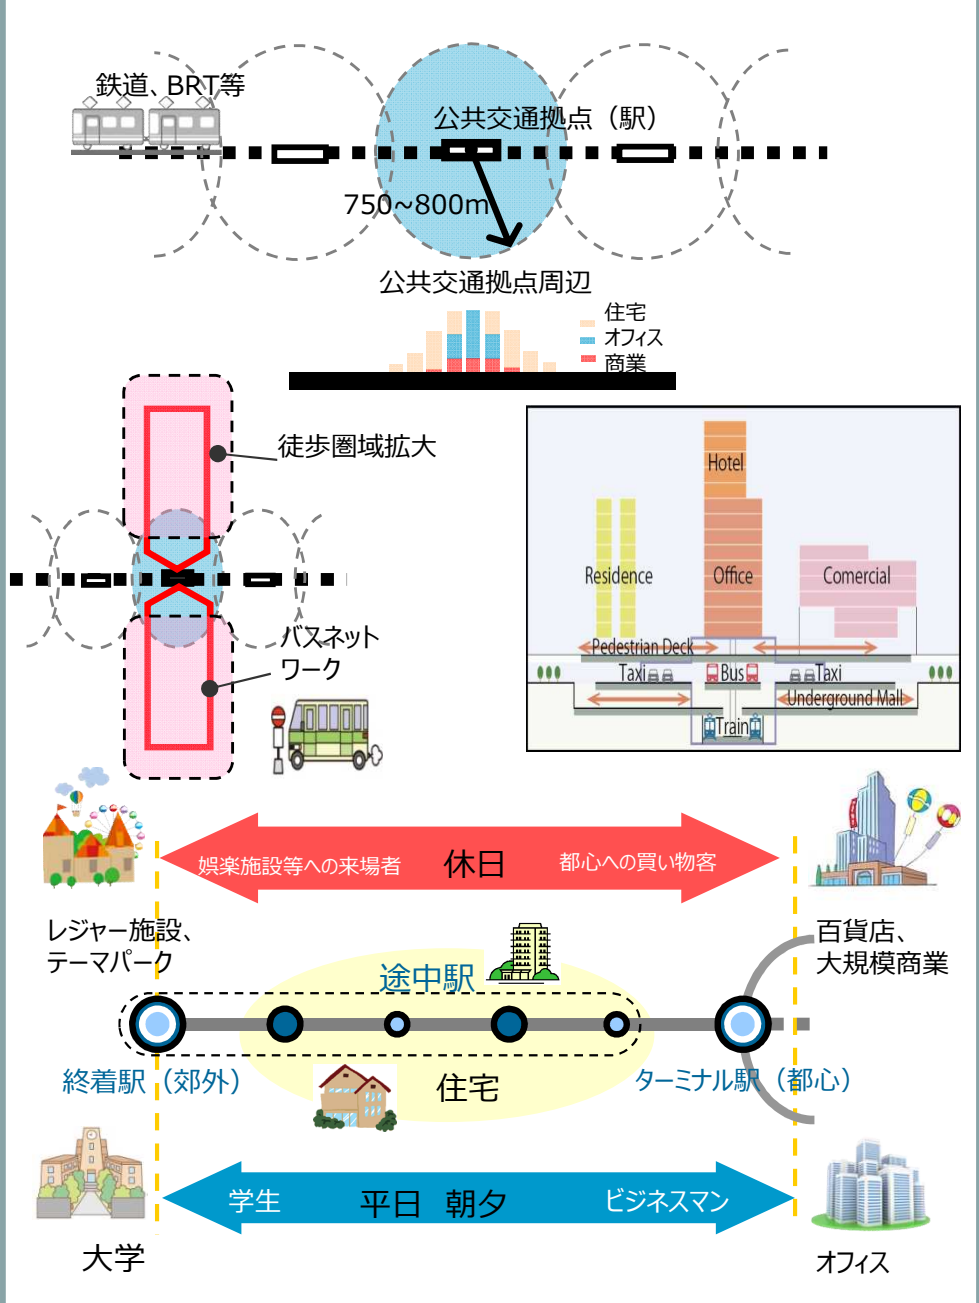 鉄道、BRT等
公共交通拠点（駅）
750~800m
公共交通拠点周辺
住宅
オフィス
商業
徒歩圏域拡大
バスネット
ワーク
Hotel
Residence
Office
Comercial
Pedestrian Deck
Taxi
Bus
Taxi
Underground Mall
Train
娯楽施設等への来場者
休日
都心への買い物客
レジャー施設、
テーマパーク
百貨店、
大規模商業
途中駅
終着駅（郊外）
住宅
ターミナル駅（都心）
学生
平日 朝夕
ビジネスマン
大学
オフィス